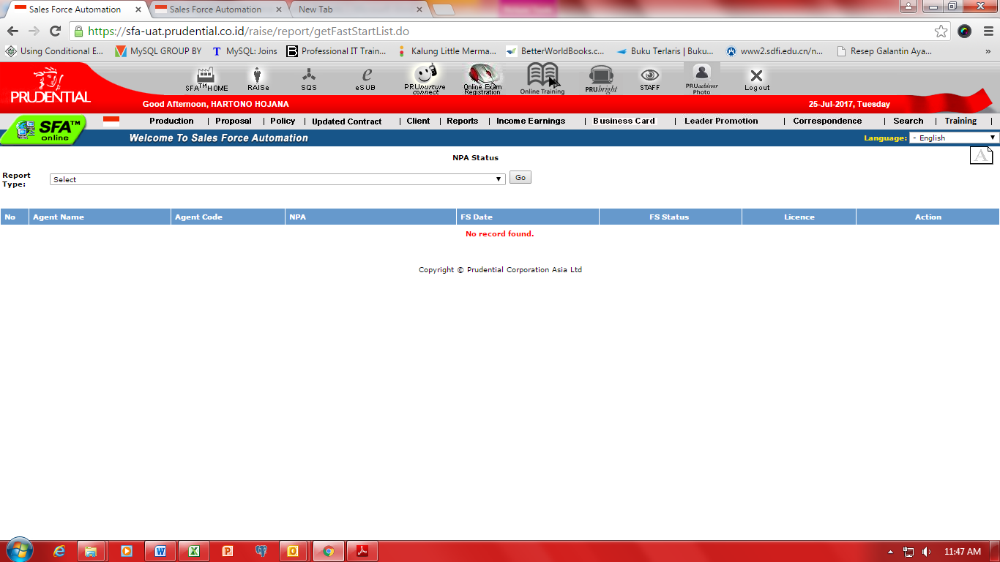 Sales Force Automation
Sales Force Automation
New Tab
https://sfa-uat.prudential.co.id/raise/report/getFastStartList.do
Using Conditional E...
MySQL GROUP BY
MySQL: Joins
Professional IT Train...
Kalung Little Merma...
BetterWorldBooks.c...
Buku Terlaris | Buku...
www2.sdfi.edu.cn/n...
Resep Galantin Aya...
»
PRUDENTIAL
SFA™HOME
RAISe
SQS
eSUB
PRUnurture connect
Online Exam Registration
Online Training
PRUbright
STAFF
PRUachiever Photo
Logout
Good Afternoon, HARTONO HOJANA
25-Jul-2017, Tuesday
SFA™ online
Production | Proposal | Policy | Updated Contract | Client | Reports | Income Earnings | Business Card | Leader Promotion | Correspondence | Search | Training |
Welcome To Sales Force Automation
Language: - English
NPA Status
A
Report Type:
Select
Go
No Agent Name Agent Code NPA FS Date FS Status Licence Action
No record found.
Copyright © Prudential Corporation Asia Ltd
11:47 AM